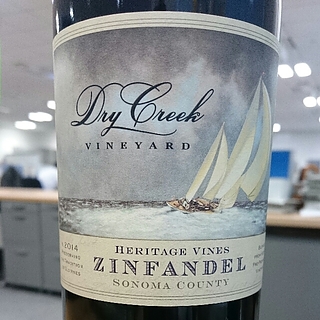 Dry Creek
VINEYARD
2014
HERITAGE VINES
ZINFANDEL
SONOMA COUNTY